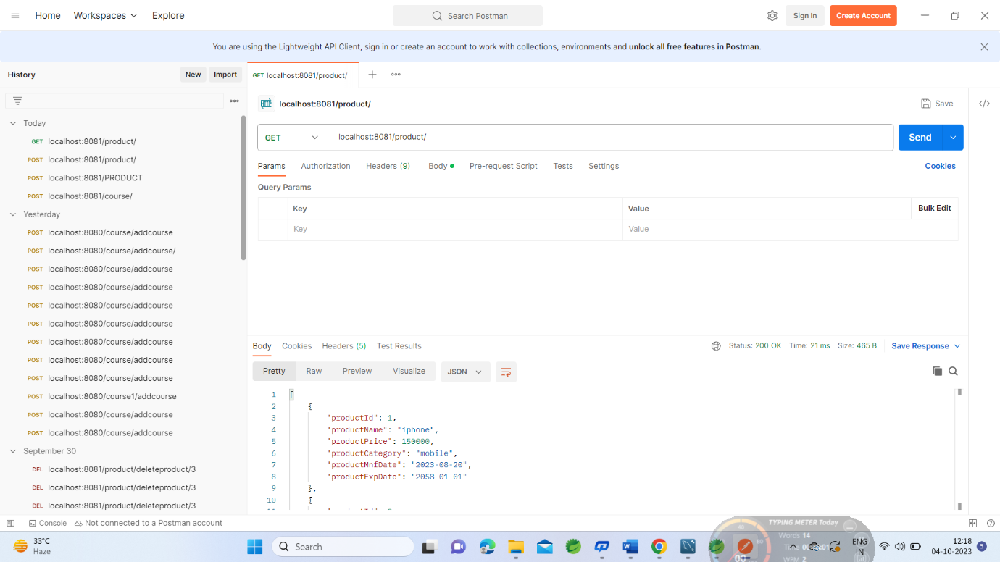 Home Workspaces Explore Search Postman Sign In Create Account
You are using the Lightweight API Client, sign in or create an account to work with collections, environments and unlock all free features in Postman.
History New Import
GET localhost:8081/product/
HTTP localhost:8081/product/ Save
Today
GET localhost:8081/product/
POST localhost:8081/product/
POST localhost:8081/PRODUCT
POST localhost:8081/course/
Yesterday
POST localhost:8080/course/addcourse
POST localhost:8080/course/addcourse/
POST localhost:8080/course/addcourse
POST localhost:8080/course/addcourse
POST localhost:8080/course/addcourse
POST localhost:8080/course/addcourse
POST localhost:8080/course/addcourse
POST localhost:8080/course/addcourse
POST localhost:8080/course/addcourse
POST localhost:8080/course1/addcourse
POST localhost:8080/course/addcourse
POST localhost:8080/course/addcourse
September 30
DEL localhost:8081/product/deleteproduct/3
DEL localhost:8081/product/deleteproduct/3
DEL localhost:8081/product/deleteproduct/3
GET localhost:8081/product/ Send
Params Authorization Headers (9) Body Pre-request Script Tests Settings Cookies
Query Params
Key Value Bulk Edit
Key Value
Body Cookies Headers (5) Test Results Status: 200 OK Time: 21 ms Size: 465 B Save Response
Pretty Raw Preview Visualize JSON
1 [
2 {
3 "productId": 1,
4 "productName": "iphone",
5 "productPrice": 150000,
6 "productCategory": "mobile",
7 "productMnfDate": "2023-08-20",
8 "productExpDate": "2058-01-01"
9 },
10 {
Console Not connected to a Postman account
TYPING METER Today
Words 14
WPM 2
33°C
Haze
Search
ENG
IN
12:18
04-10-2023
5